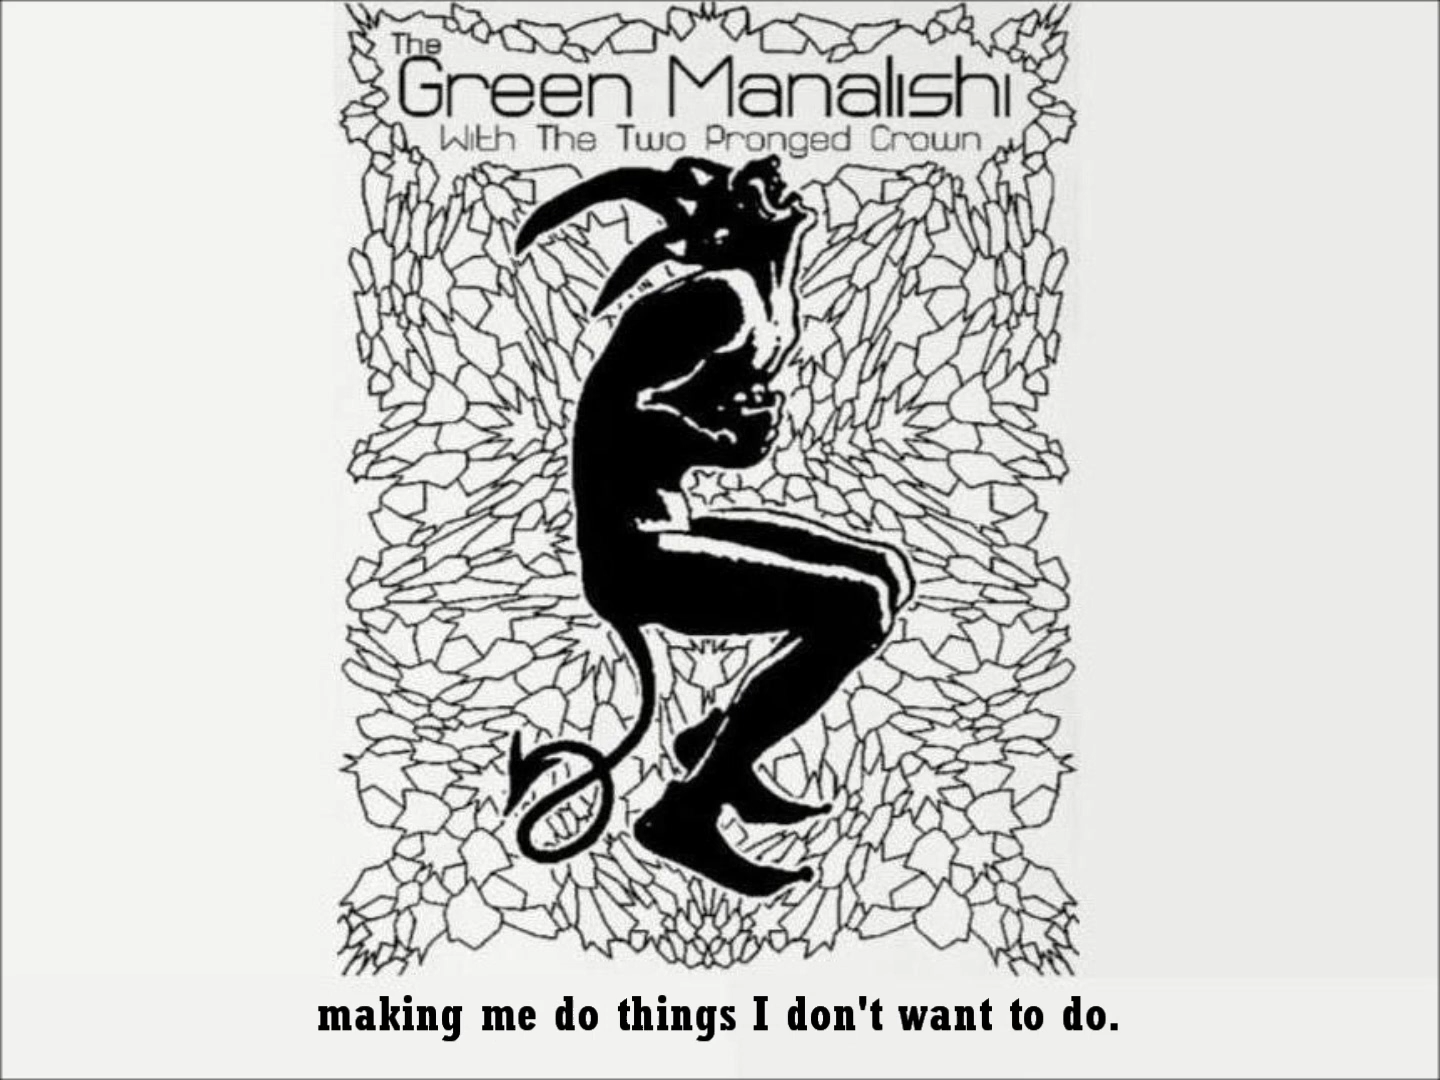 The
Green Manalishi
With The Two Pronged Crown
making me do things I don't want to do.